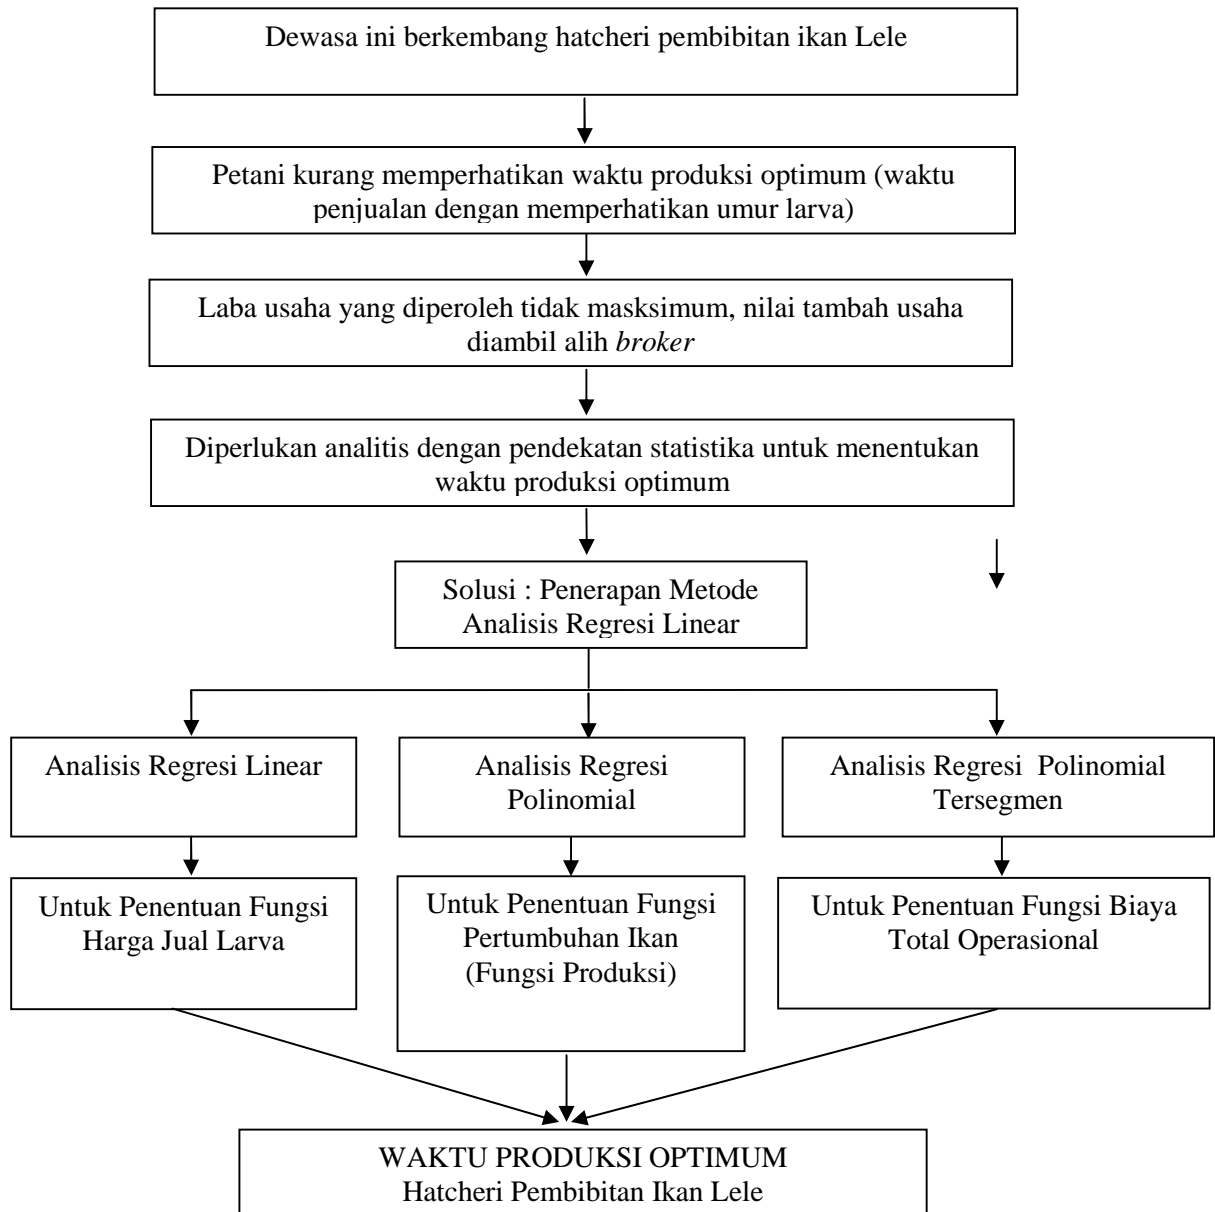 Dewasa ini berkembang hatcheri pembibitan ikan Lele
Petani kurang memperhatikan waktu produksi optimum (waktu
penjualan dengan memperhatikan umur larva)
Laba usaha yang diperoleh tidak masksimum, nilai tambah usaha
diambil alih broker
Diperlukan analitis dengan pendekatan statistika untuk menentukan
waktu produksi optimum
Solusi : Penerapan Metode
Analisis Regresi Linear
Analisis Regresi Linear
Analisis Regresi
Polinomial
Analisis Regresi Polinomial
Tersegmen
Untuk Penentuan Fungsi
Harga Jual Larva
Untuk Penentuan Fungsi
Pertumbuhan Ikan
(Fungsi Produksi)
Untuk Penentuan Fungsi Biaya
Total Operasional
WAKTU PRODUKSI OPTIMUM
Hatcheri Pembibitan Ikan Lele